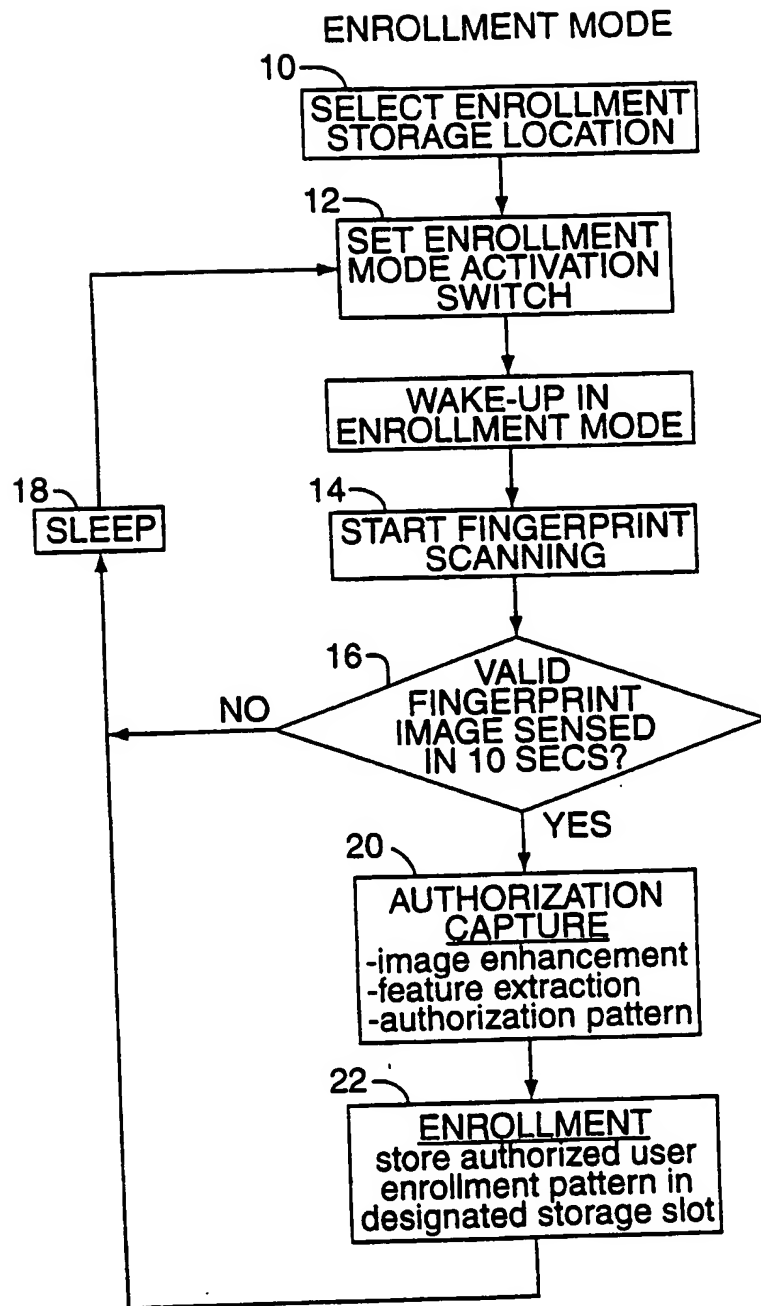 ENROLLMENT MODE
10
SELECT ENROLLMENT
STORAGE LOCATION
12
SET ENROLLMENT
MODE ACTIVATION
SWITCH
WAKE-UP IN
ENROLLMENT MODE
18
SLEEP
14
START FINGERPRINT
SCANNING
16
VALID
FINGERPRINT
IMAGE SENSED
IN 10 SECS?
NO
YES
20
AUTHORIZATION
CAPTURE
-image enhancement
-feature extraction
-authorization pattern
22
ENROLLMENT
store authorized user
enrollment pattern in
designated storage slot